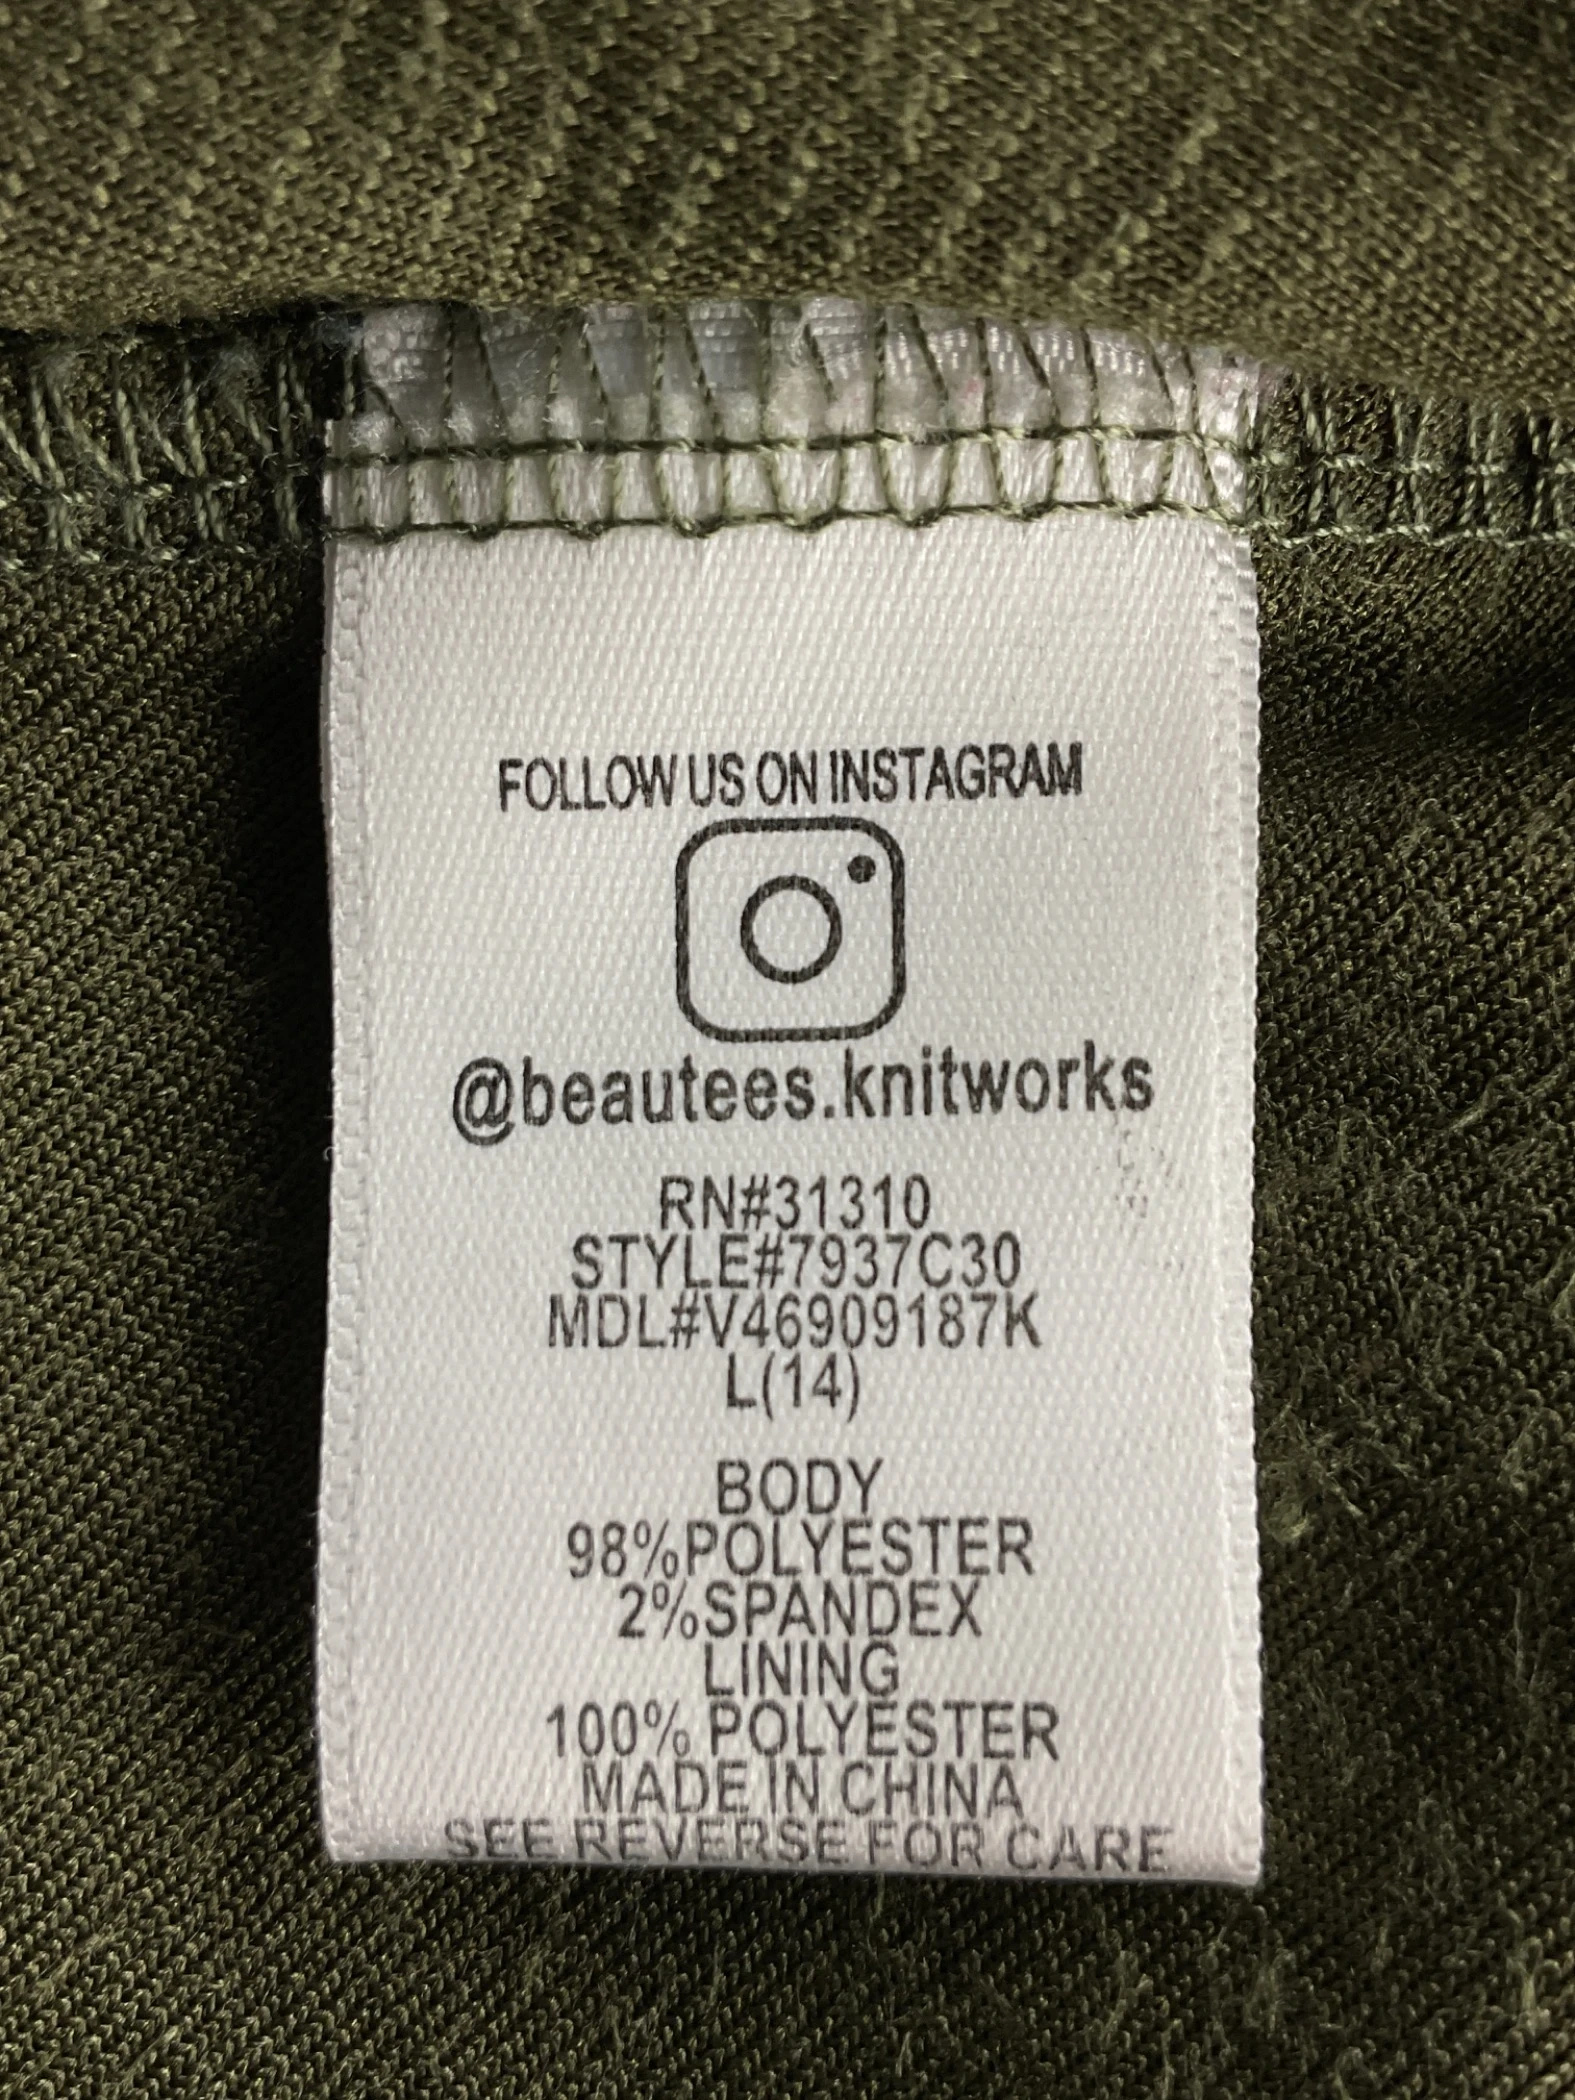 FOLLOW US ON INSTAGRAM
@beautees.knitworks
RN#31310
STYLE#7937C30
MDL#V46909187K
L(14)
BODY
98%POLYESTER
2%SPANDEX
LINING
100% POLYESTER
MADE IN CHINA
SEE REVERSE FOR CARE